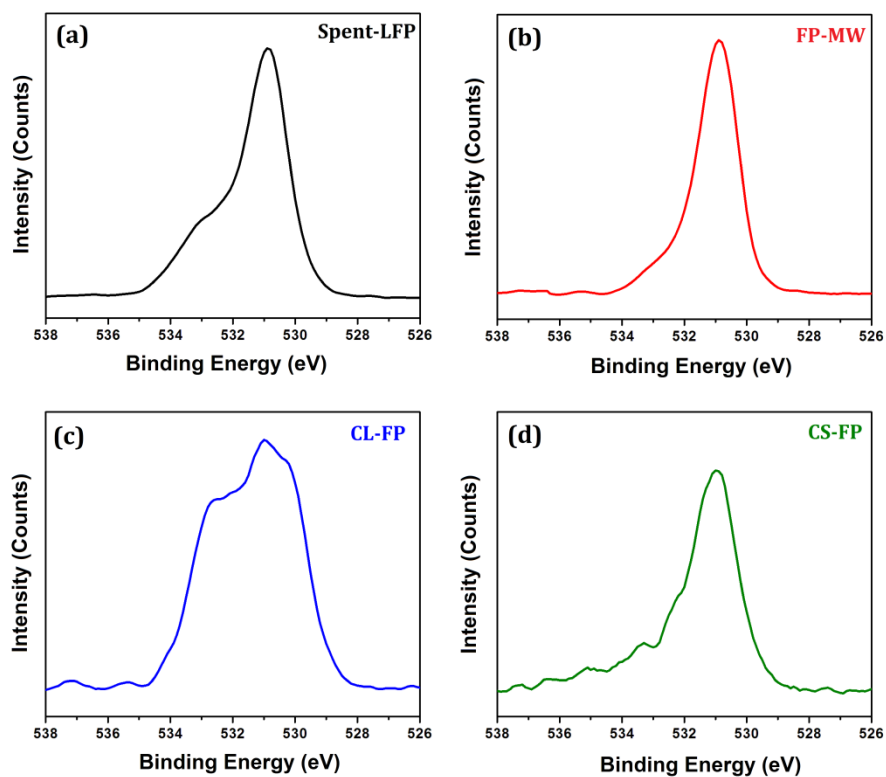 (a) Spent-LFP
Intensity (Counts)
538 536 534 532 530 528 526
Binding Energy (eV)
(b) FP-MW
Intensity (Counts)
538 536 534 532 530 528 526
Binding Energy (eV)
(c) CL-FP
Intensity (Counts)
538 536 534 532 530 528 526
Binding Energy (eV)
(d) CS-FP
Intensity (Counts)
538 536 534 532 530 528 526
Binding Energy (eV)